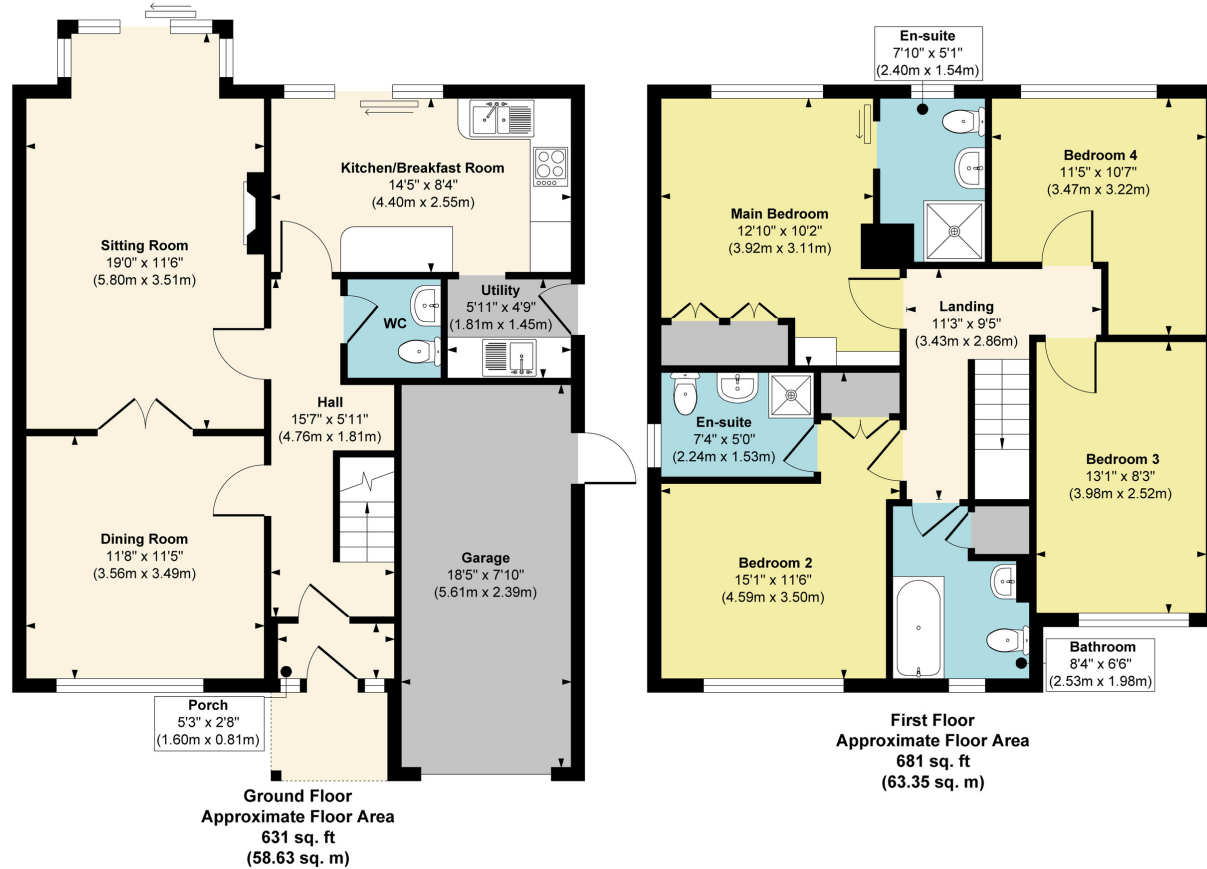 Sitting Room
19'0" x 11'6"
(5.80m x 3.51m)
Kitchen/Breakfast Room
14'5" x 8'4"
(4.40m x 2.55m)
WC
Utility
5'11" x 4'9"
(1.81m x 1.45m)
Hall
15'7" x 5'11"
(4.76m x 1.81m)
Dining Room
11'8" x 11'5"
(3.56m x 3.49m)
Garage
18'5" x 7'10"
(5.61m x 2.39m)
Porch
5'3" x 2'8"
(1.60m x 0.81m)
Ground Floor
Approximate Floor Area
631 sq. ft
(58.63 sq. m)
En-suite
7'10" x 5'1"
(2.40m x 1.54m)
Main Bedroom
12'10" x 10'2"
(3.92m x 3.11m)
Bedroom 4
11'5" x 10'7"
(3.47m x 3.22m)
Landing
11'3" x 9'5"
(3.43m x 2.86m)
En-suite
7'4" x 5'0"
(2.24m x 1.53m)
Bedroom 3
13'1" x 8'3"
(3.98m x 2.52m)
Bedroom 2
15'1" x 11'6"
(4.59m x 3.50m)
Bathroom
8'4" x 6'6"
(2.53m x 1.98m)
First Floor
Approximate Floor Area
681 sq. ft
(63.35 sq. m)